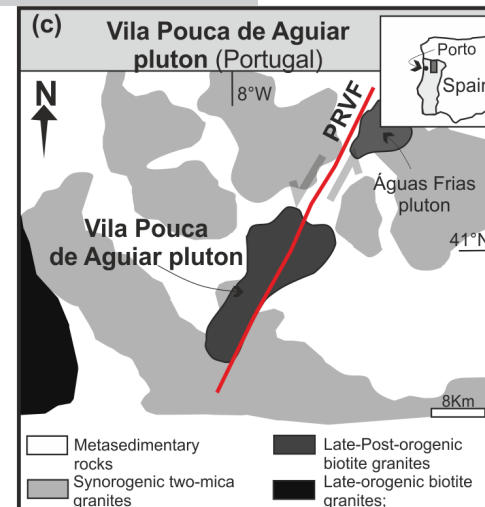 (c)
Vila Pouca de Aguiar
pluton (Portugal)
Porto
Spain
N
8°W
PRVF
Águas Frias
pluton
Vila Pouca
de Aguiar pluton
41°N
8Km
Metasedimentary
rocks
Late-Post-orogenic
biotite granites
Synorogenic two-mica
granites
Late-orogenic biotite
granites;